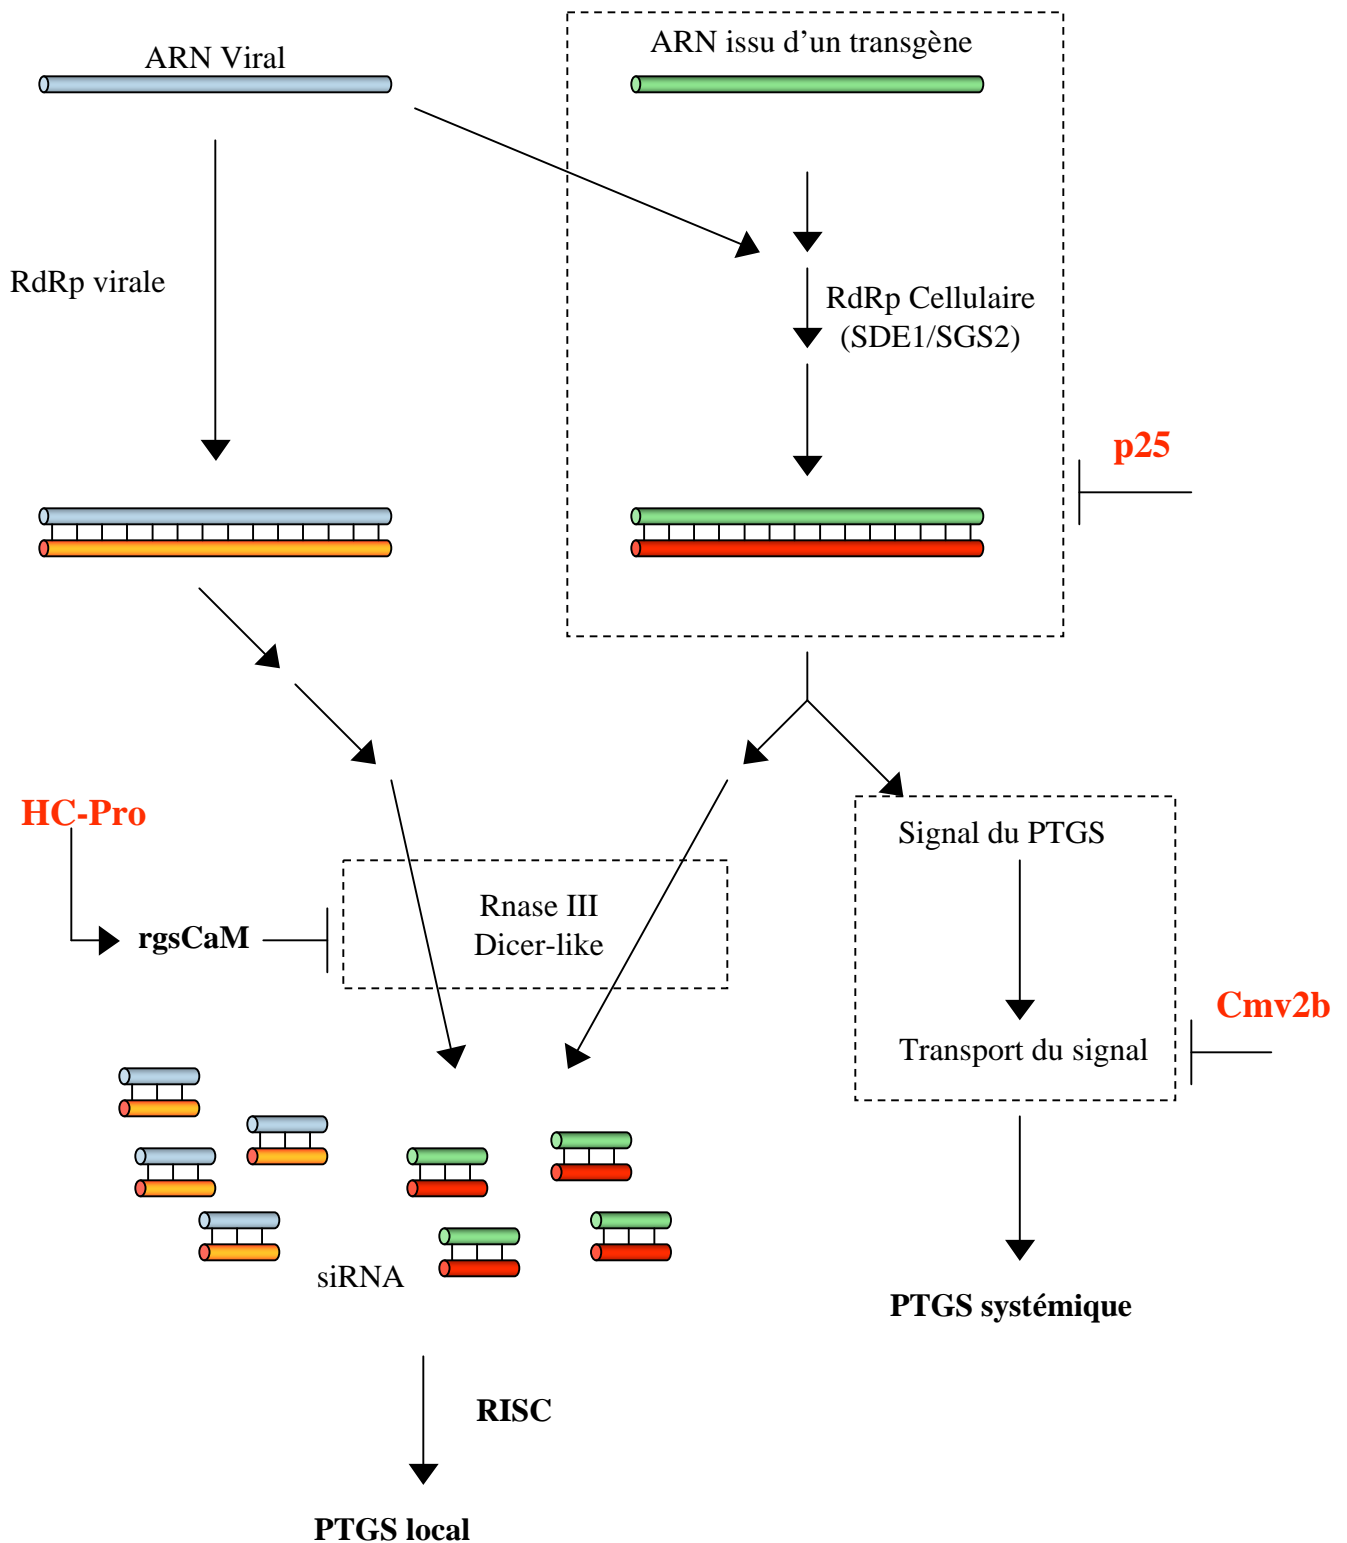 ARN Viral
ARN issu d’un transgène
RdRp virale
RdRp Cellulaire
(SDE1/SGS2)
p25
HC-Pro
Signal du PTGS
Rnase III
Dicer-like
rgsCaM
Cmv2b
Transport du signal
siRNA
PTGS systémique
RISC
PTGS local